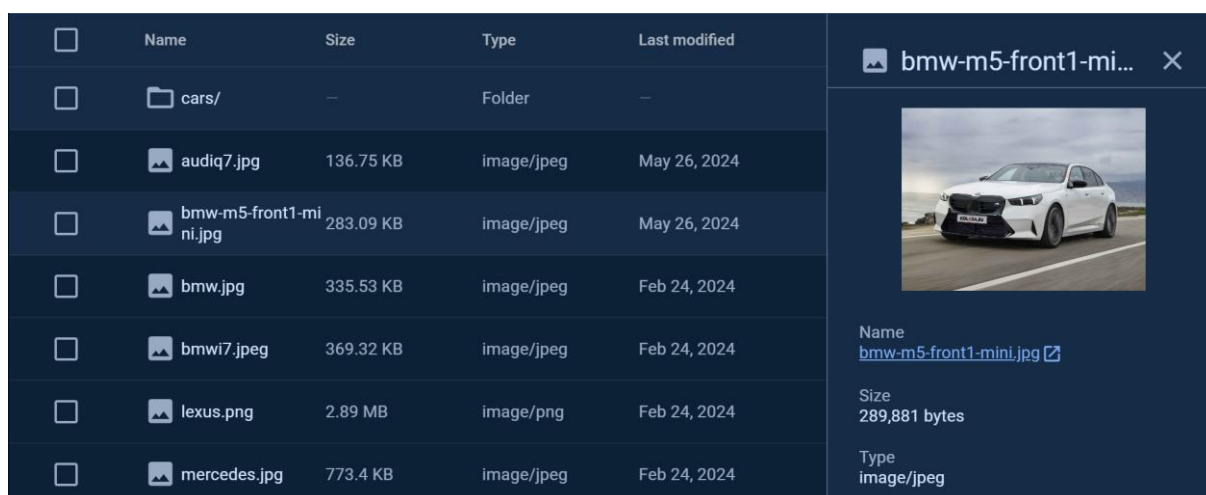 Name Size Type Last modified
cars/ — Folder —
audiq7.jpg 136.75 KB image/jpeg May 26, 2024
bmw-m5-front1-mi
ni.jpg 283.09 KB image/jpeg May 26, 2024
bmw.jpg 335.53 KB image/jpeg Feb 24, 2024
bmwi7.jpeg 369.32 KB image/jpeg Feb 24, 2024
lexus.png 2.89 MB image/png Feb 24, 2024
mercedes.jpg 773.4 KB image/jpeg Feb 24, 2024
bmw-m5-front1-mi...
Name
bmw-m5-front1-mini.jpg
Size
289,881 bytes
Type
image/jpeg